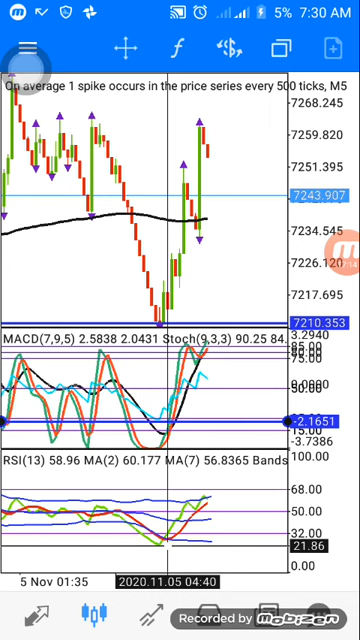 5% 7:30 AM
f
On average 1 spike occurs in the price series every 500 ticks, M5
7268.245
7259.820
7251.395
7243.907
7234.545
7226.120
7217.695
7210.353
MACD(7,9,5) 2.5838 2.0431 Stoch(9,3,3) 90.25 84.
3.2940
75.00
-2.1651
-3.7386
RSI(13) 58.96 MA(2) 60.177 MA(7) 56.8365 Bands
100.00
68.00
50.00
32.00
21.86
0.00
5 Nov 01:35
2020.11.05 04:40
Recorded by mobizen